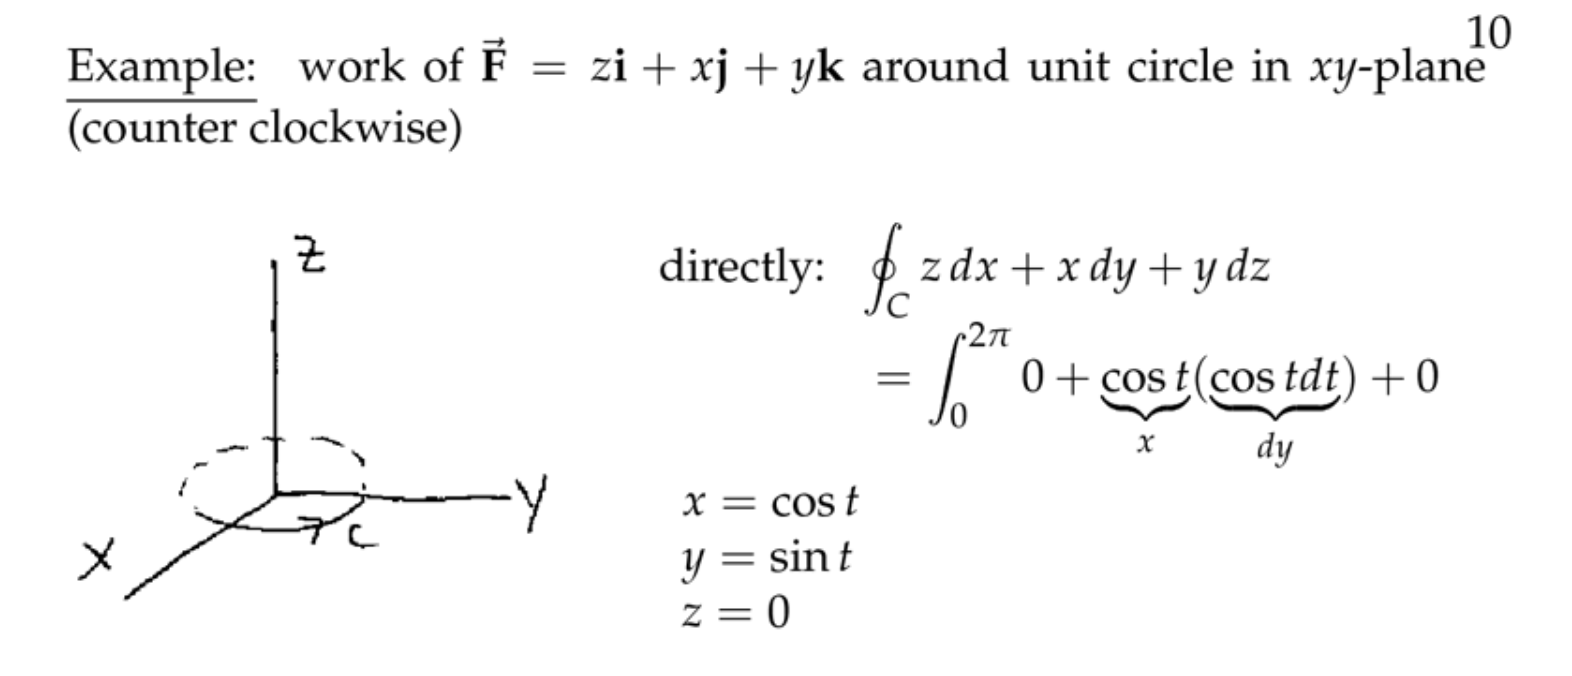 10
Example: work of F⃗ = zi + xj + yk around unit circle in xy-plane
(counter clockwise)
z
directly: ∮_C z dx + x dy + y dz
= ∫_0^{2π} 0 + cos t(cos tdt) + 0
x dy
y
x
C
x = cos t
y = sin t
z = 0